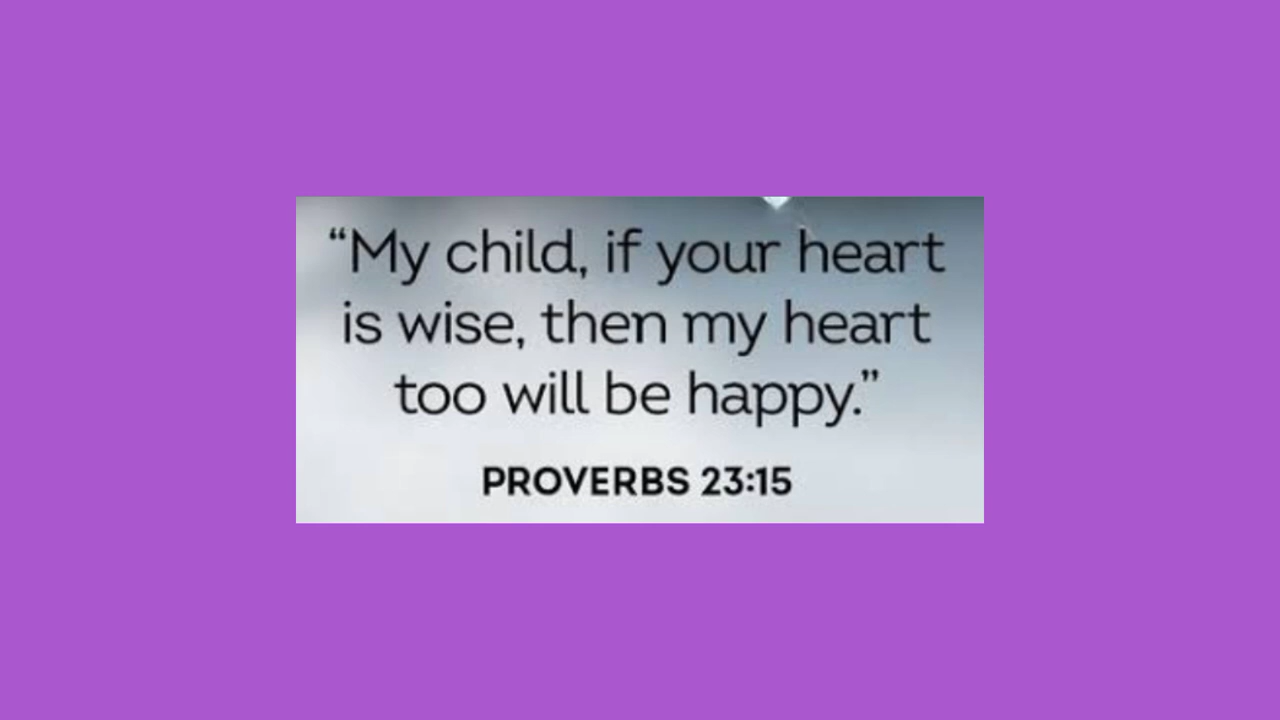 “My child, if your heart
is wise, then my heart
too will be happy.”
PROVERBS 23:15